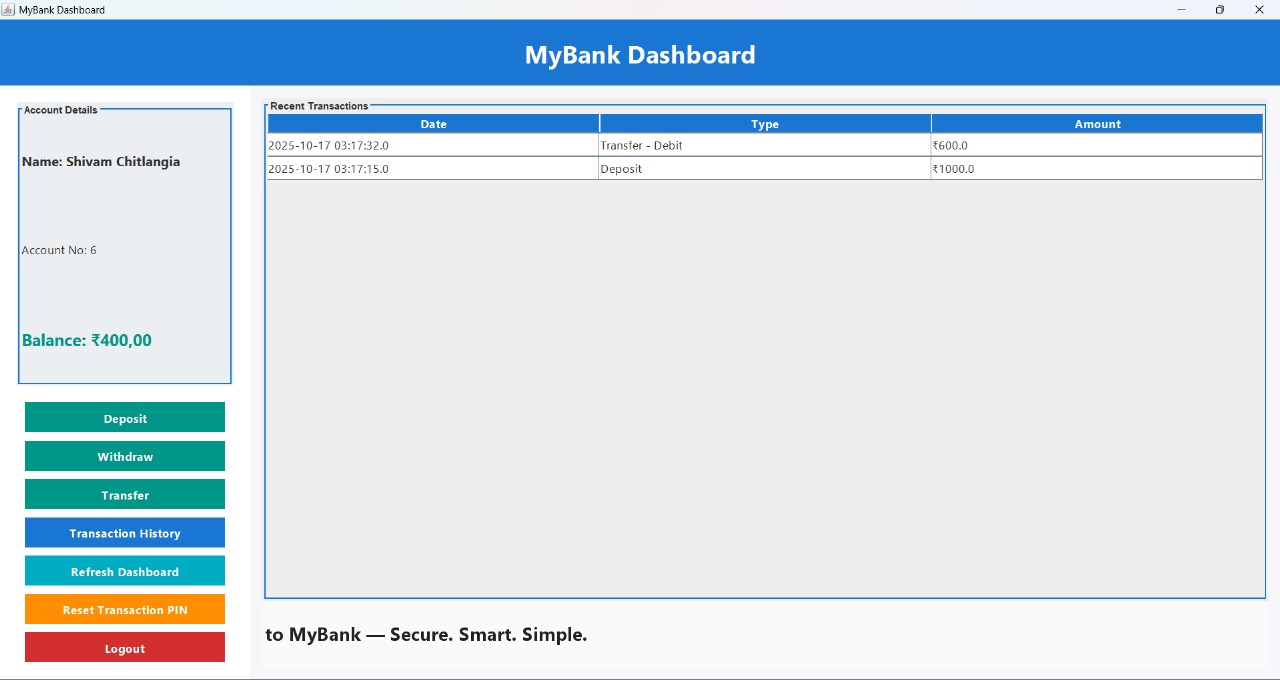 MyBank Dashboard
MyBank Dashboard
Account Details
Name: Shivam Chitlangia
Account No: 6
Balance: ₹400,00
Deposit
Withdraw
Transfer
Transaction History
Refresh Dashboard
Reset Transaction PIN
Logout
Recent Transactions
Date Type Amount
2025-10-17 03:17:32.0 Transfer - Debit ₹600.0
2025-10-17 03:17:15.0 Deposit ₹1000.0
to MyBank — Secure. Smart. Simple.